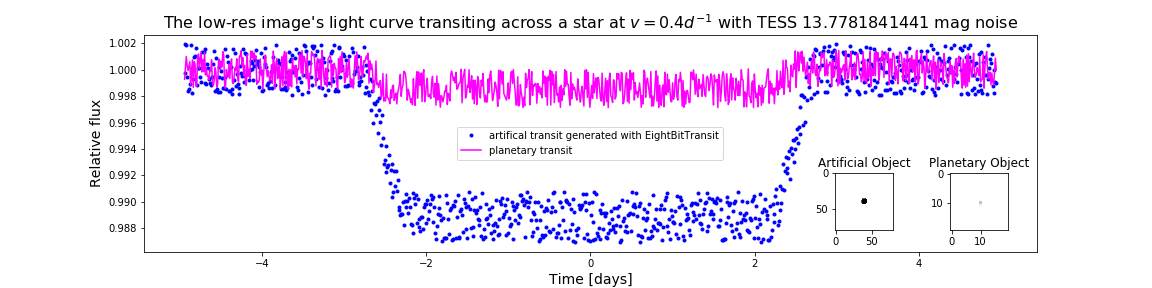 The low-res image's light curve transiting across a star at v = 0.4d⁻¹ with TESS 13.7781841441 mag noise
Relative flux
1.002
1.000
0.998
0.996
0.994
0.992
0.990
0.988
artifical transit generated with EightBitTransit
planetary transit
Artificial Object
0
50
0 50
Planetary Object
0
10
0 10
−4 −2 0 2 4
Time [days]